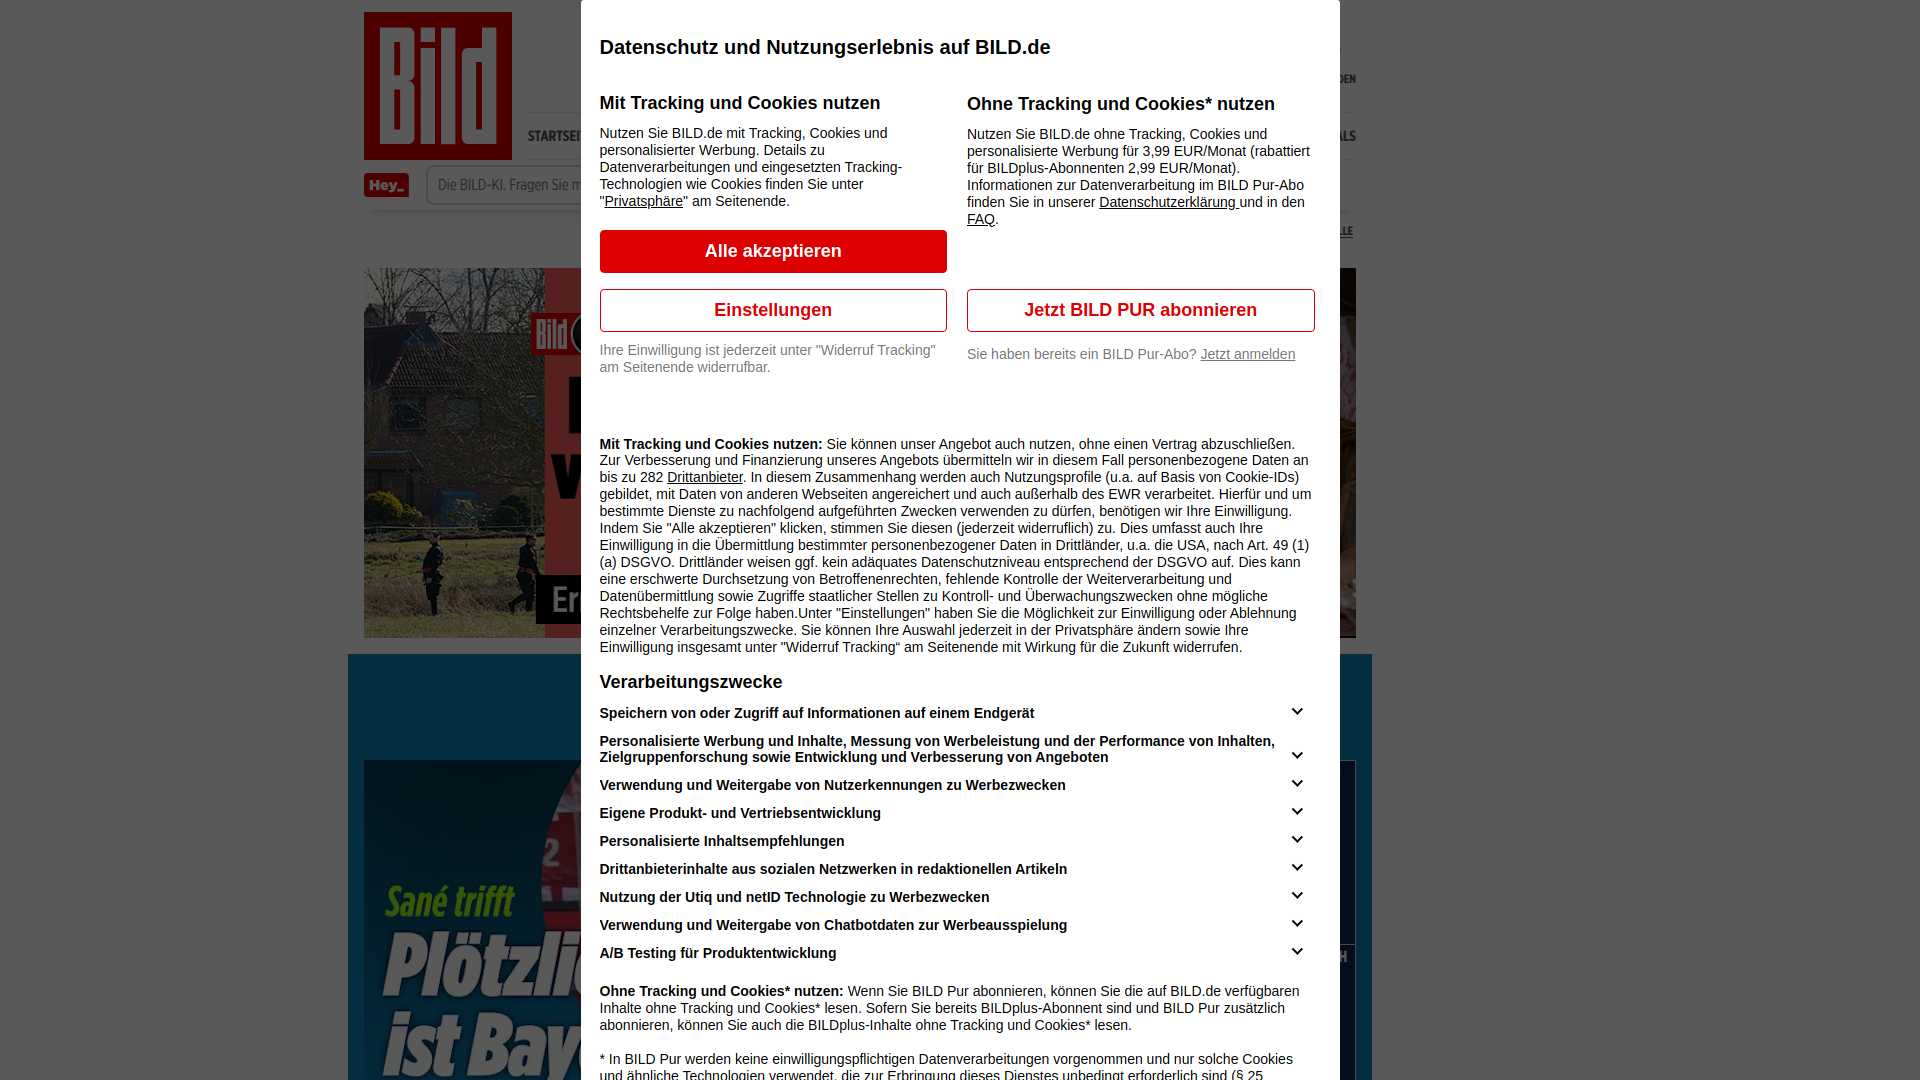 Datenschutz und Nutzungserlebnis auf BILD.de
Bild
DEN
STARTSEI
ALS
Hey_
Die BILD-KI. Fragen Sie m
LLE
Mit Tracking und Cookies nutzen
Nutzen Sie BILD.de mit Tracking, Cookies und
personalisierter Werbung. Details zu
Datenverarbeitungen und eingesetzten Tracking-
Technologien wie Cookies finden Sie unter
"Privatsphäre" am Seitenende.
Alle akzeptieren
Einstellungen
Ihre Einwilligung ist jederzeit unter "Widerruf Tracking"
am Seitenende widerrufbar.
Ohne Tracking und Cookies* nutzen
Nutzen Sie BILD.de ohne Tracking, Cookies und
personalisierte Werbung für 3,99 EUR/Monat (rabattiert
für BILDplus-Abonnenten 2,99 EUR/Monat).
Informationen zur Datenverarbeitung im BILD Pur-Abo
finden Sie in unserer Datenschutzerklärung und in den
FAQ.
Jetzt BILD PUR abonnieren
Sie haben bereits ein BILD Pur-Abo? Jetzt anmelden
Bild
Er
Mit Tracking und Cookies nutzen: Sie können unser Angebot auch nutzen, ohne einen Vertrag abzuschließen.
Zur Verbesserung und Finanzierung unseres Angebots übermitteln wir in diesem Fall personenbezogene Daten an
bis zu 282 Drittanbieter. In diesem Zusammenhang werden auch Nutzungsprofile (u.a. auf Basis von Cookie-IDs)
gebildet, mit Daten von anderen Webseiten angereichert und auch außerhalb des EWR verarbeitet. Hierfür und um
bestimmte Dienste zu nachfolgend aufgeführten Zwecken verwenden zu dürfen, benötigen wir Ihre Einwilligung.
Indem Sie "Alle akzeptieren" klicken, stimmen Sie diesen (jederzeit widerruflich) zu. Dies umfasst auch Ihre
Einwilligung in die Übermittlung bestimmter personenbezogener Daten in Drittländer, u.a. die USA, nach Art. 49 (1)
(a) DSGVO. Drittländer weisen ggf. kein adäquates Datenschutzniveau entsprechend der DSGVO auf. Dies kann
eine erschwerte Durchsetzung von Betroffenenrechten, fehlende Kontrolle der Weiterverarbeitung und
Datenübermittlung sowie Zugriffe staatlicher Stellen zu Kontroll- und Überwachungszwecken ohne mögliche
Rechtsbehelfe zur Folge haben.Unter "Einstellungen" haben Sie die Möglichkeit zur Einwilligung oder Ablehnung
einzelner Verarbeitungszwecke. Sie können Ihre Auswahl jederzeit in der Privatsphäre ändern sowie Ihre
Einwilligung insgesamt unter "Widerruf Tracking“ am Seitenende mit Wirkung für die Zukunft widerrufen.
Verarbeitungszwecke
Speichern von oder Zugriff auf Informationen auf einem Endgerät
Personalisierte Werbung und Inhalte, Messung von Werbeleistung und der Performance von Inhalten,
Zielgruppenforschung sowie Entwicklung und Verbesserung von Angeboten
Verwendung und Weitergabe von Nutzerkennungen zu Werbezwecken
Eigene Produkt- und Vertriebsentwicklung
Personalisierte Inhaltsempfehlungen
Drittanbieterinhalte aus sozialen Netzwerken in redaktionellen Artikeln
Nutzung der Utiq und netID Technologie zu Werbezwecken
Verwendung und Weitergabe von Chatbotdaten zur Werbeausspielung
A/B Testing für Produktentwicklung
Sané trifft
Plötzli
ist Bay
H
Ohne Tracking und Cookies* nutzen: Wenn Sie BILD Pur abonnieren, können Sie die auf BILD.de verfügbaren
Inhalte ohne Tracking und Cookies* lesen. Sofern Sie bereits BILDplus-Abonnent sind und BILD Pur zusätzlich
abonnieren, können Sie auch die BILDplus-Inhalte ohne Tracking und Cookies* lesen.
* In BILD Pur werden keine einwilligungspflichtigen Datenverarbeitungen vorgenommen und nur solche Cookies
und ähnliche Technologien verwendet, die zur Erbringung dieses Dienstes unbedingt erforderlich sind (§ 25